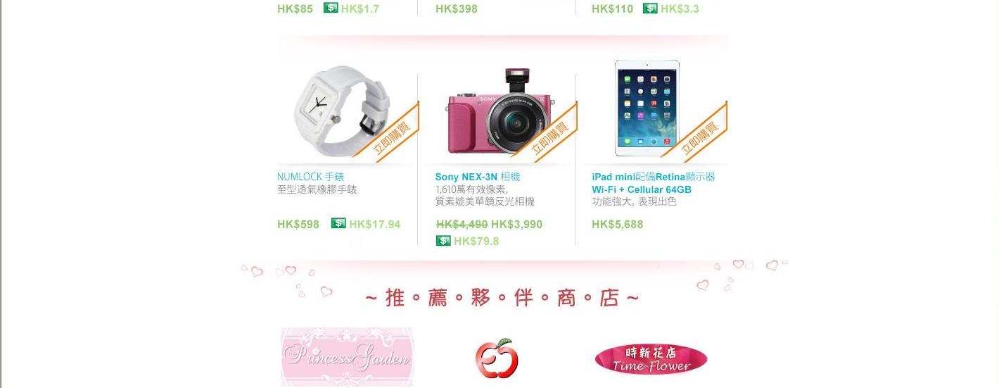 HK$85 $ HK$1.7
HK$398
HK$110 $ HK$3.3
SONY
立即購買
立即購買
立即購買
NUMLOCK 手錶
至型透氣橡膠手錶
HK$598 $ HK$17.94
Sony NEX-3N 相機
1,610萬有效像素,
質素媲美單鏡反光相機
HK$4,490 HK$3,990
$ HK$79.8
iPad mini配備Retina顯示器
Wi-Fi + Cellular 64GB
功能強大, 表現出色
HK$5,688
~ 推。薦。夥。伴。商。店 ~
Princess Garden
時新花店
Time Flower